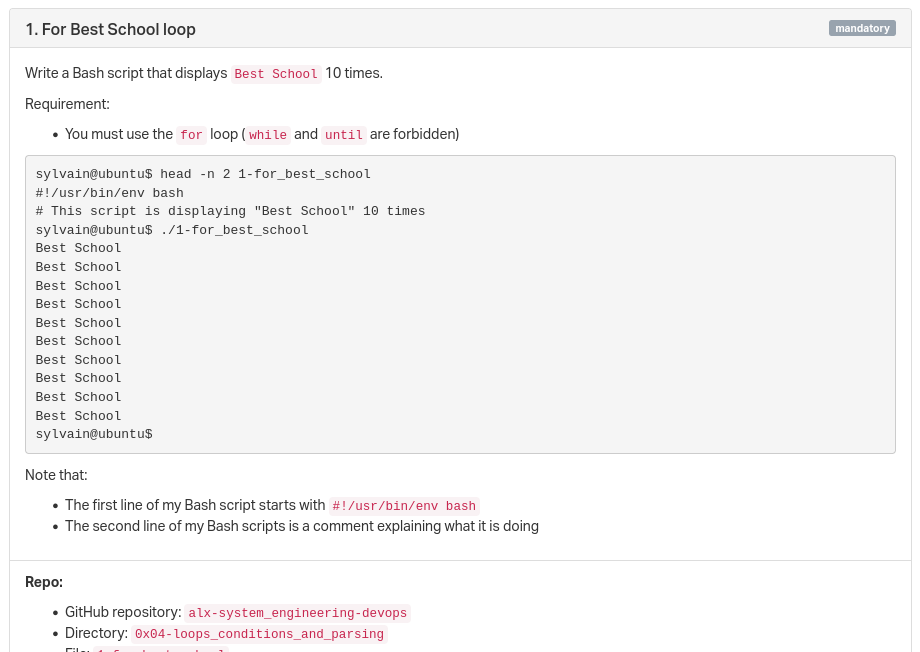 1. For Best School loop
mandatory
Write a Bash script that displays Best School 10 times.
Requirement:
• You must use the for loop (while and until are forbidden)
sylvain@ubuntu$ head -n 2 1-for_best_school
#!/usr/bin/env bash
# This script is displaying "Best School" 10 times
sylvain@ubuntu$ ./1-for_best_school
Best School
Best School
Best School
Best School
Best School
Best School
Best School
Best School
Best School
Best School
sylvain@ubuntu$
Note that:
• The first line of my Bash script starts with #!/usr/bin/env bash
• The second line of my Bash scripts is a comment explaining what it is doing
Repo:
• GitHub repository: alx-system_engineering-devops
• Directory: 0x04-loops_conditions_and_parsing
• File: 1-for_best_school